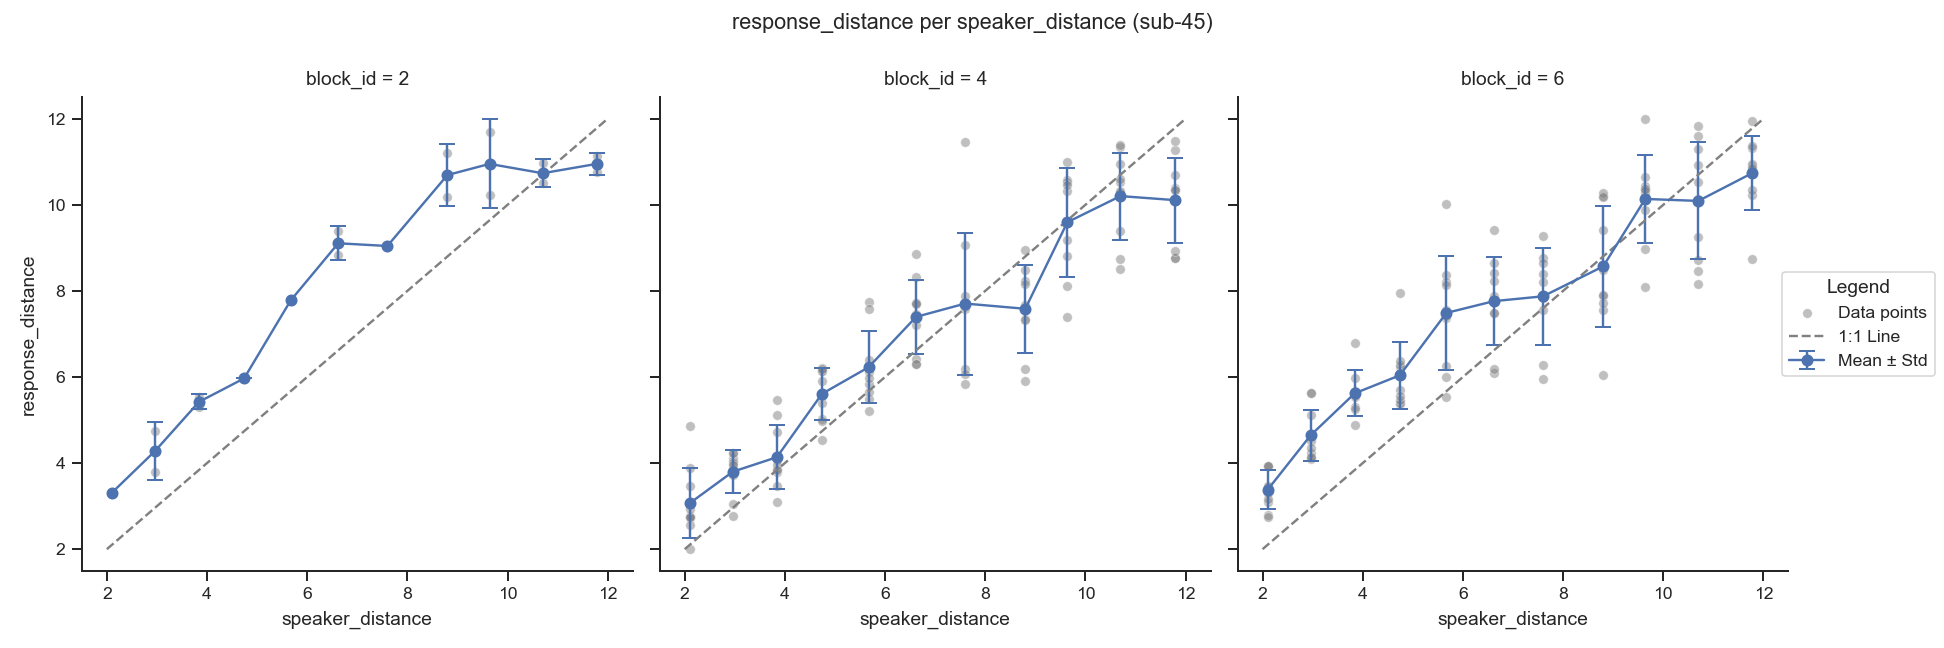 response_distance per speaker_distance (sub-45)
block_id = 2
block_id = 4
block_id = 6
response_distance
12
10
8
6
4
2
2 4 6 8 10 12
2 4 6 8 10 12
2 4 6 8 10 12
speaker_distance
speaker_distance
speaker_distance
Legend
Data points
1:1 Line
Mean ± Std